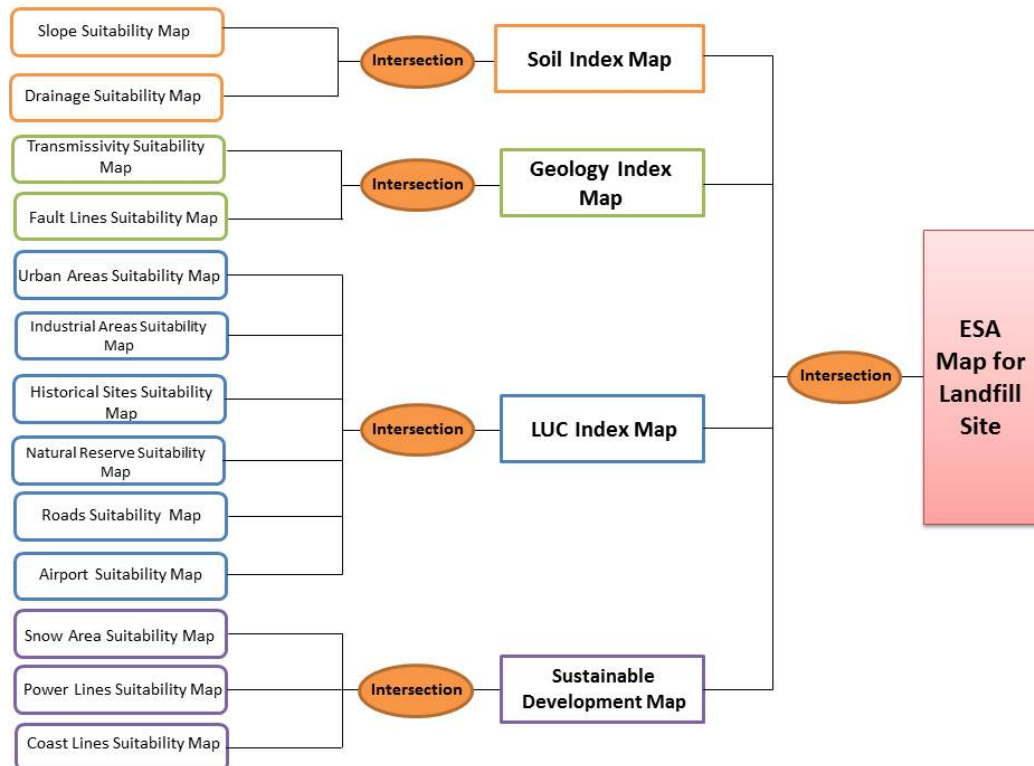 Slope Suitability Map
Drainage Suitability Map
Intersection
Soil Index Map
Transmissivity Suitability
Map
Fault Lines Suitability Map
Intersection
Geology Index
Map
Urban Areas Suitability Map
Industrial Areas Suitability
Map
Historical Sites Suitability
Map
Natural Reserve Suitability
Map
Roads Suitability Map
Airport Suitability Map
Intersection
LUC Index Map
Snow Area Suitability Map
Power Lines Suitability Map
Coast Lines Suitability Map
Intersection
Sustainable
Development Map
Intersection
ESA
Map for
Landfill
Site